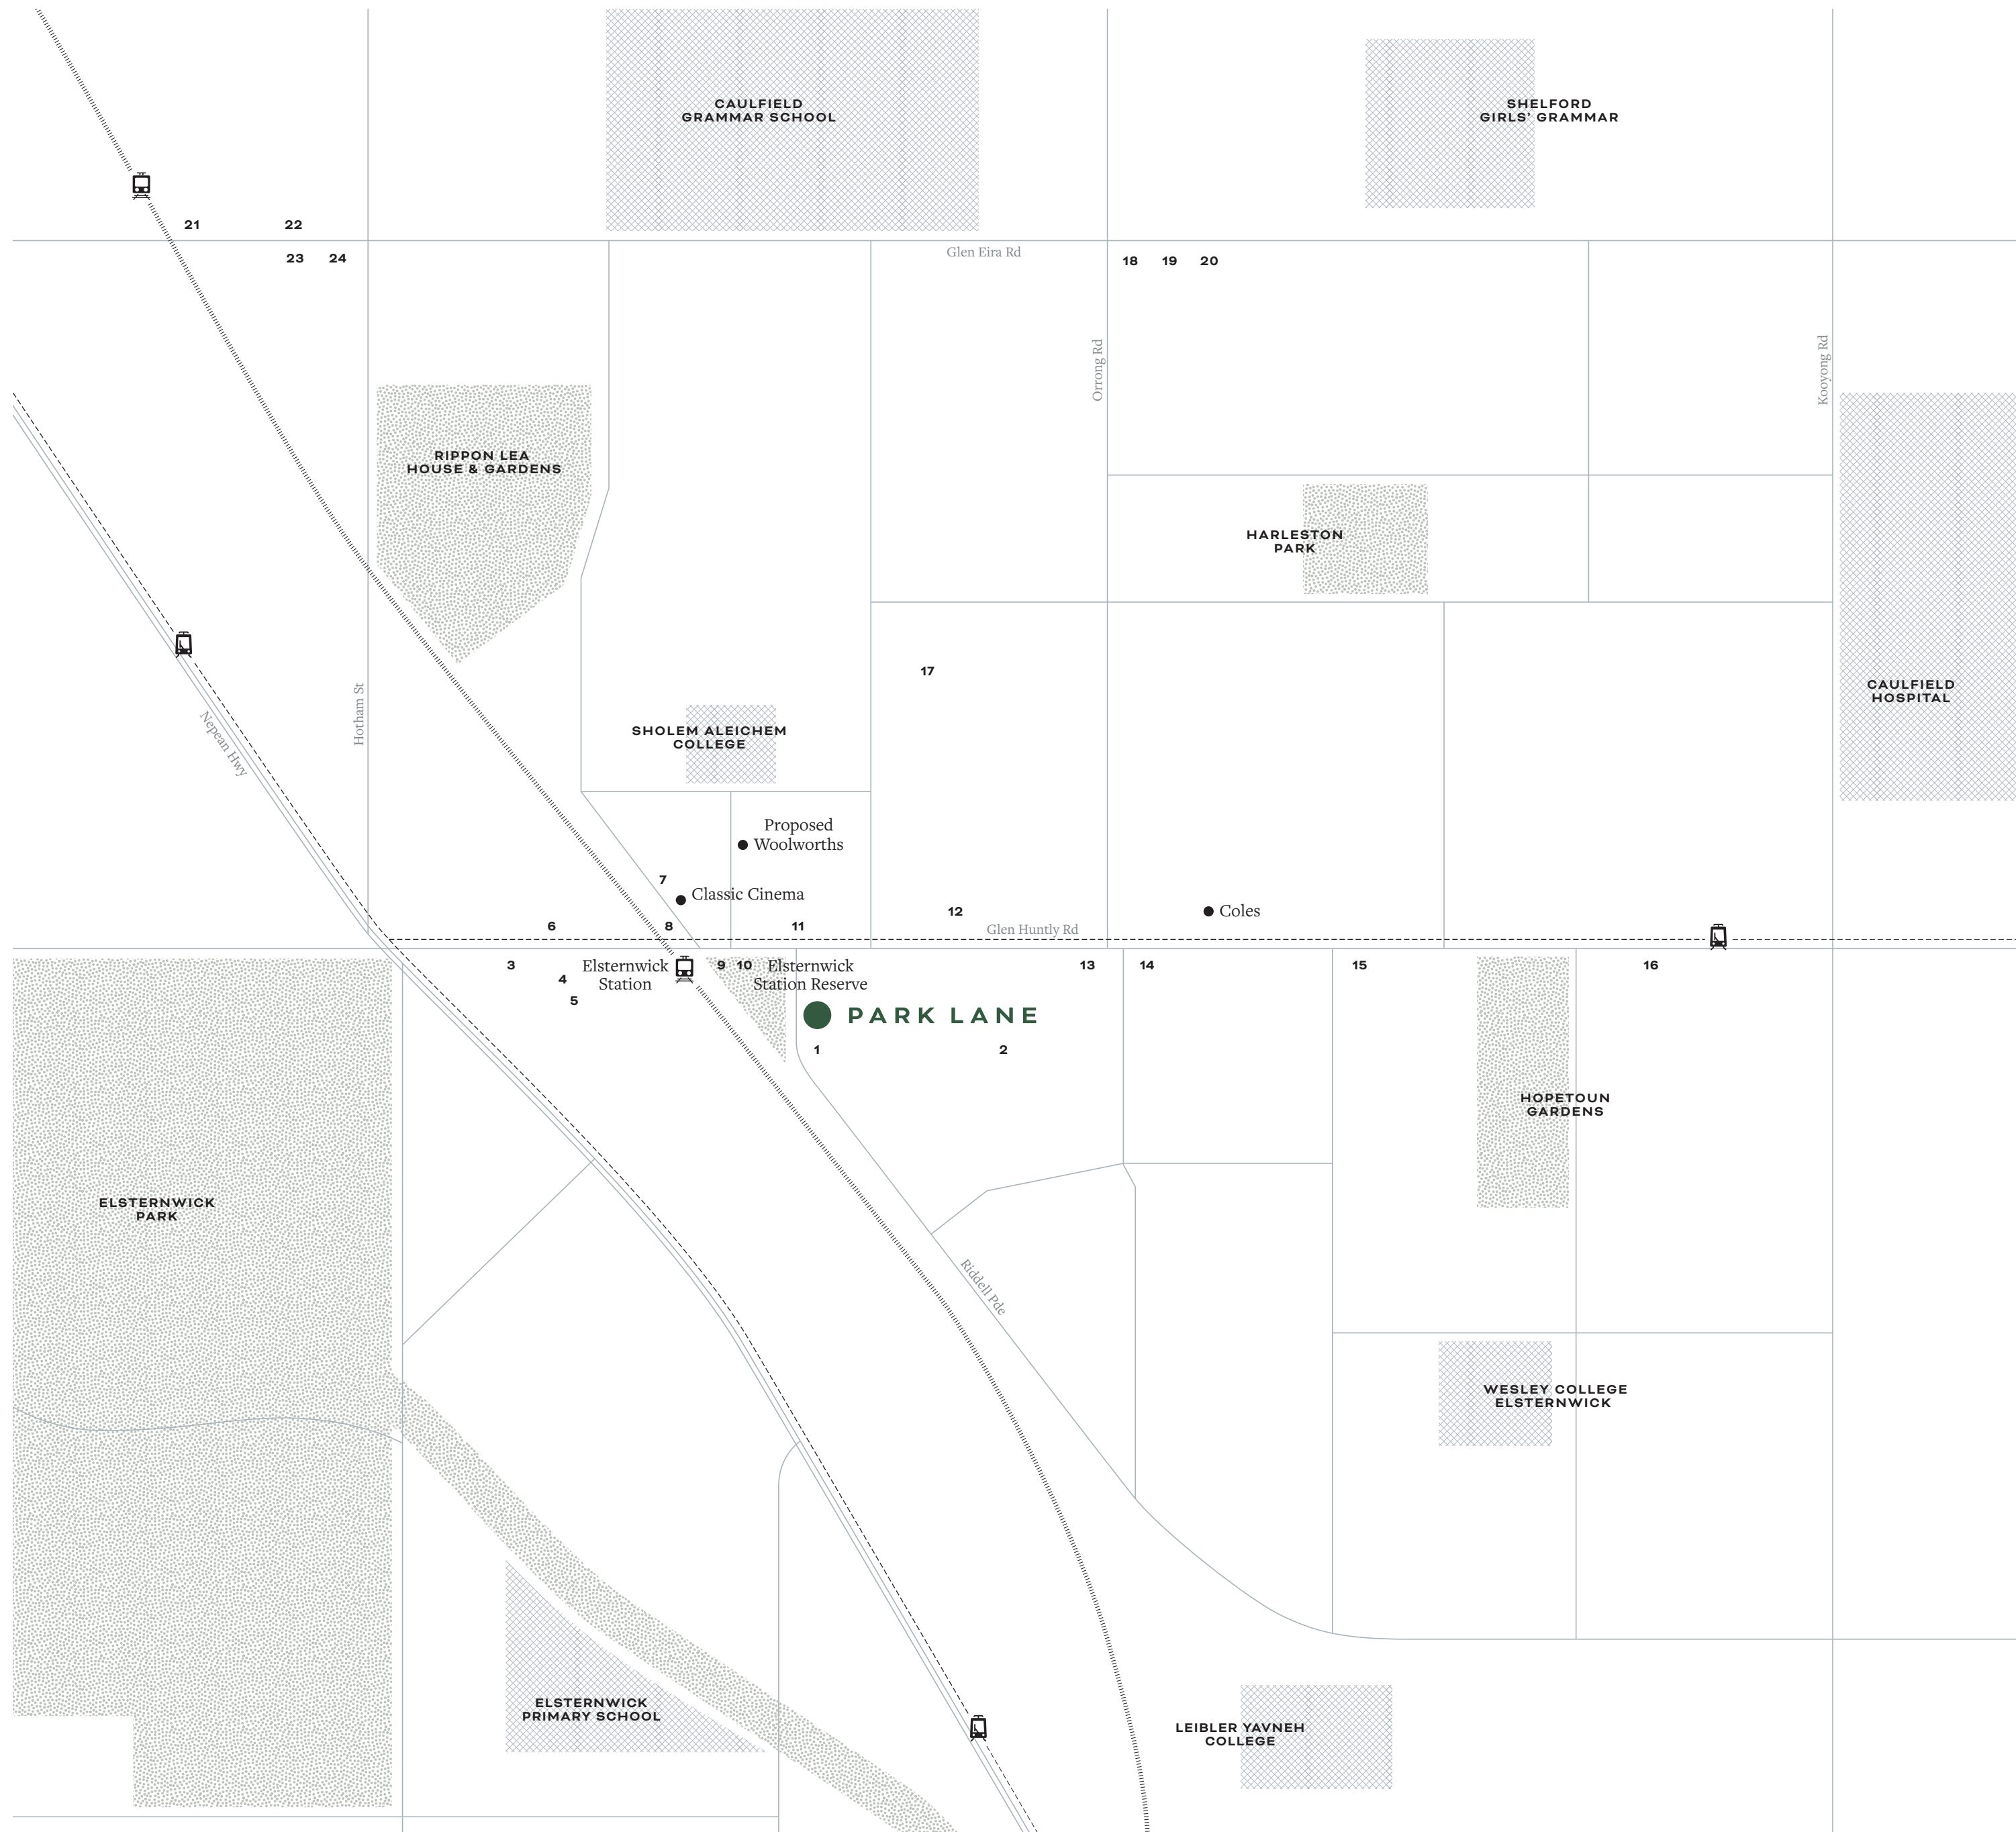 CAULFIELD
GRAMMAR SCHOOL
SHELFORD
GIRLS' GRAMMAR
21
22
Glen Eira Rd
23
24
18
19
20
Orrong Rd
Kooyong Rd
RIPPON LEA
HOUSE & GARDENS
HARLESTON
PARK
17
CAULFIELD
HOSPITAL
Hotham St
Nepean Hwy
SHOLEM ALEICHEM
COLLEGE
Proposed
Woolworths
7
Classic Cinema
12
Coles
6
8
11
Glen Huntly Rd
3
4
5
Elsternwick
Station
9
10
Elsternwick
Station Reserve
13
14
15
16
PARK LANE
1
2
HOPETOUN
GARDENS
ELSTERNWICK
PARK
Riddell Pde
WESLEY COLLEGE
ELSTERNWICK
ELSTERNWICK
PRIMARY SCHOOL
LEIBLER YAVNEH
COLLEGE